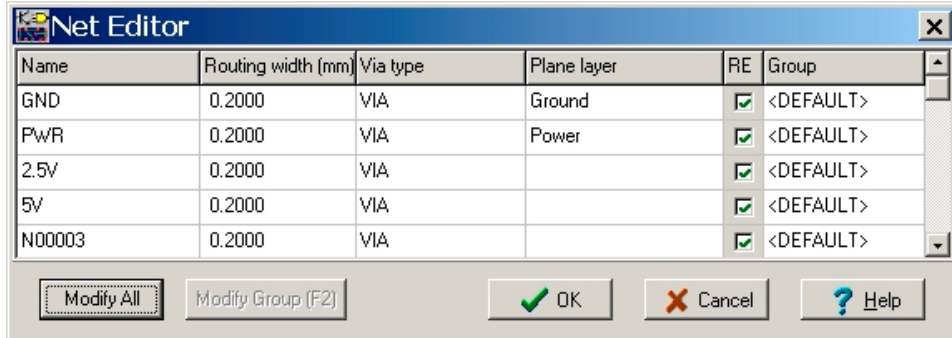 Net Editor
Name Routing width (mm) Via type Plane layer RE Group
GND 0.2000 VIA Ground <DEFAULT>
PWR 0.2000 VIA Power <DEFAULT>
2.5V 0.2000 VIA <DEFAULT>
5V 0.2000 VIA <DEFAULT>
N00003 0.2000 VIA <DEFAULT>
Modify All Modify Group (F2) OK Cancel Help